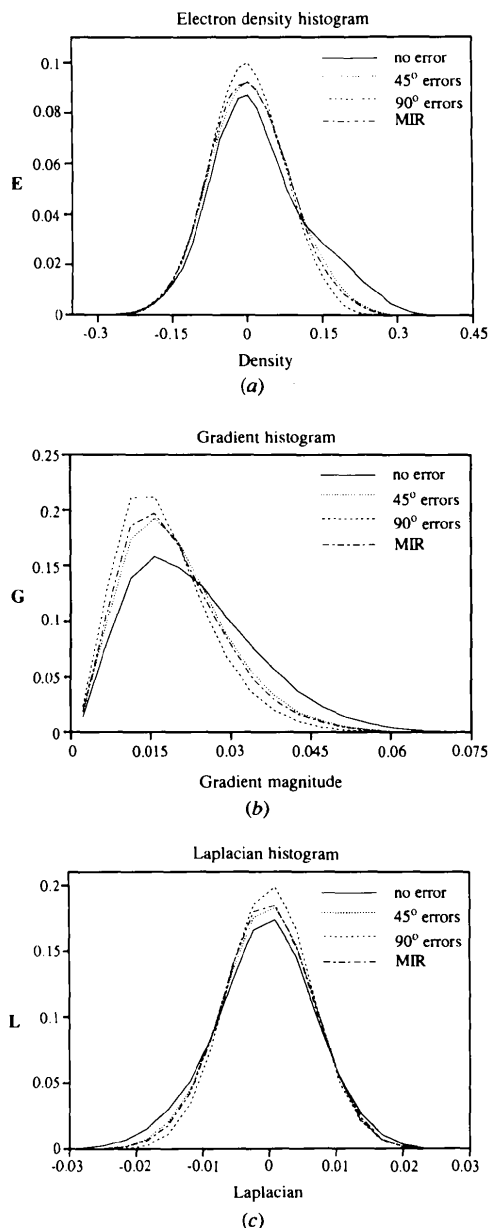 Electron density histogram
no error
45° errors
90° errors
MIR
E
0.1
0.08
0.06
0.04
0.02
0
-0.3
-0.15
0
0.15
0.3
0.45
Density
(a)
Gradient histogram
no error
45° errors
90° errors
MIR
G
0.25
0.2
0.15
0.1
0.05
0
0
0.015
0.03
0.045
0.06
0.075
Gradient magnitude
(b)
Laplacian histogram
no error
45° errors
90° errors
MIR
L
0.2
0.15
0.1
0.05
0
-0.03
-0.02
-0.01
0
0.01
0.02
0.03
Laplacian
(c)